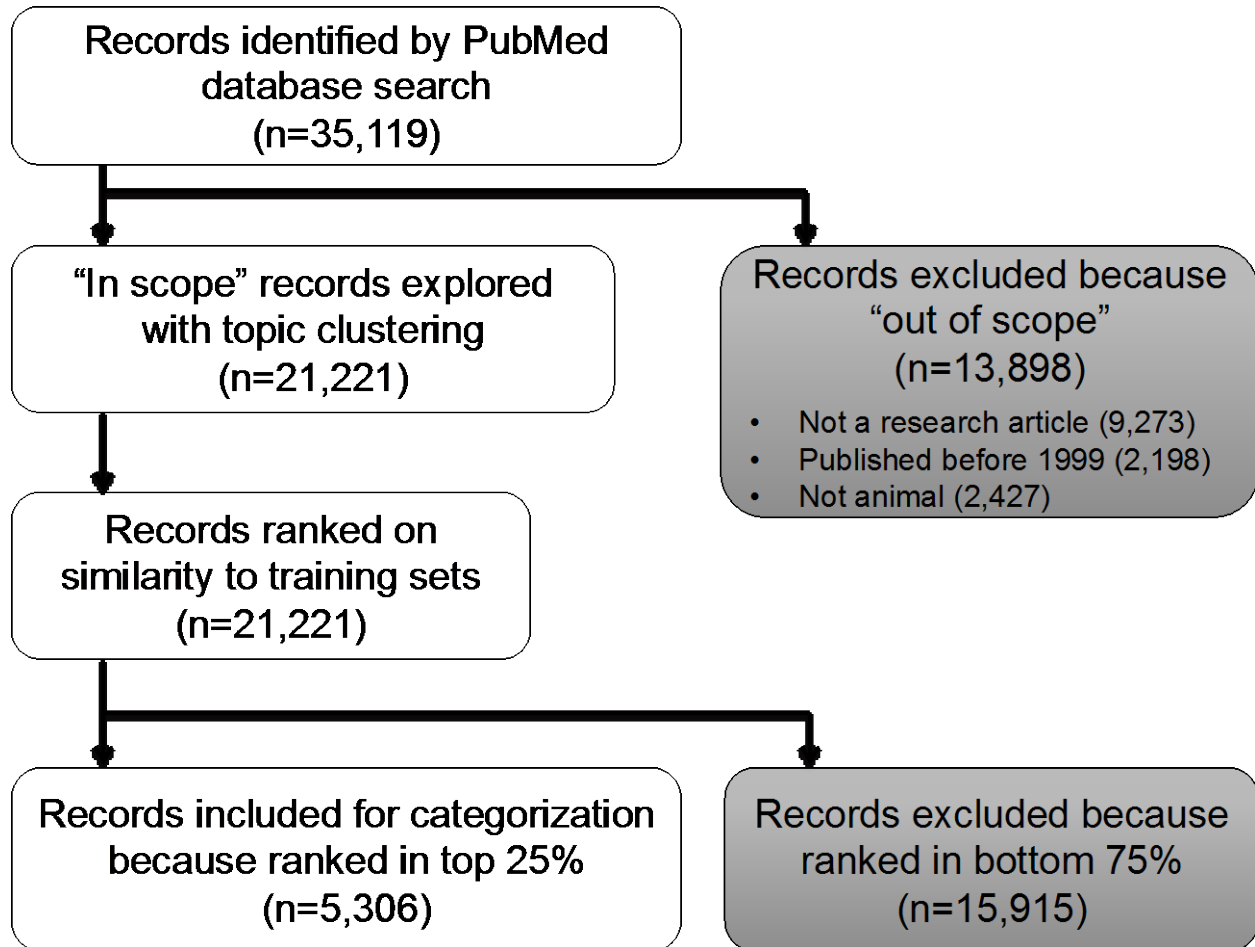 Records identified by PubMed
database search
(n=35,119)
“In scope” records explored
with topic clustering
(n=21,221)
Records excluded because
“out of scope”
(n=13,898)
• Not a research article (9,273)
• Published before 1999 (2,198)
• Not animal (2,427)
Records ranked on
similarity to training sets
(n=21,221)
Records included for categorization
because ranked in top 25%
(n=5,306)
Records excluded because
ranked in bottom 75%
(n=15,915)